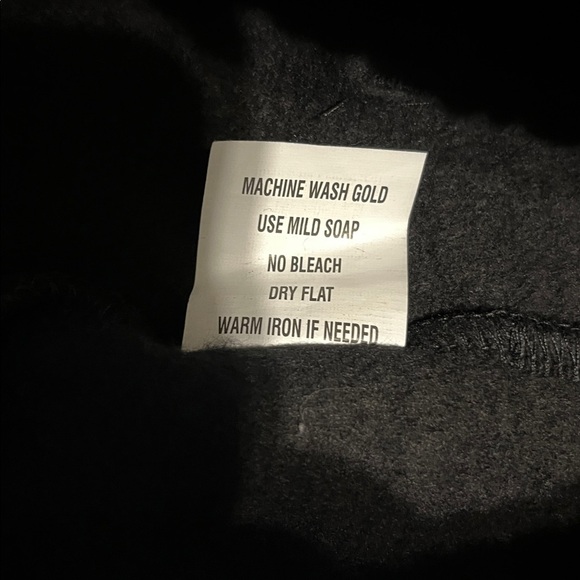 MACHINE WASH GOLD
USE MILD SOAP
NO BLEACH
DRY FLAT
WARM IRON IF NEEDED